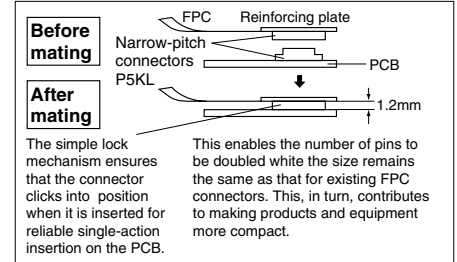 Before
mating
FPC
Reinforcing plate
Narrow-pitch
connectors
P5KL
PCB
After
mating
1.2mm
The simple lock
mechanism ensures
that the connector
clicks into position
when it is inserted for
reliable single-action
insertion on the PCB.
This enables the number of pins to
be doubled white the size remains
the same as that for existing FPC
connectors. This, in turn, contributes
to making products and equipment
more compact.